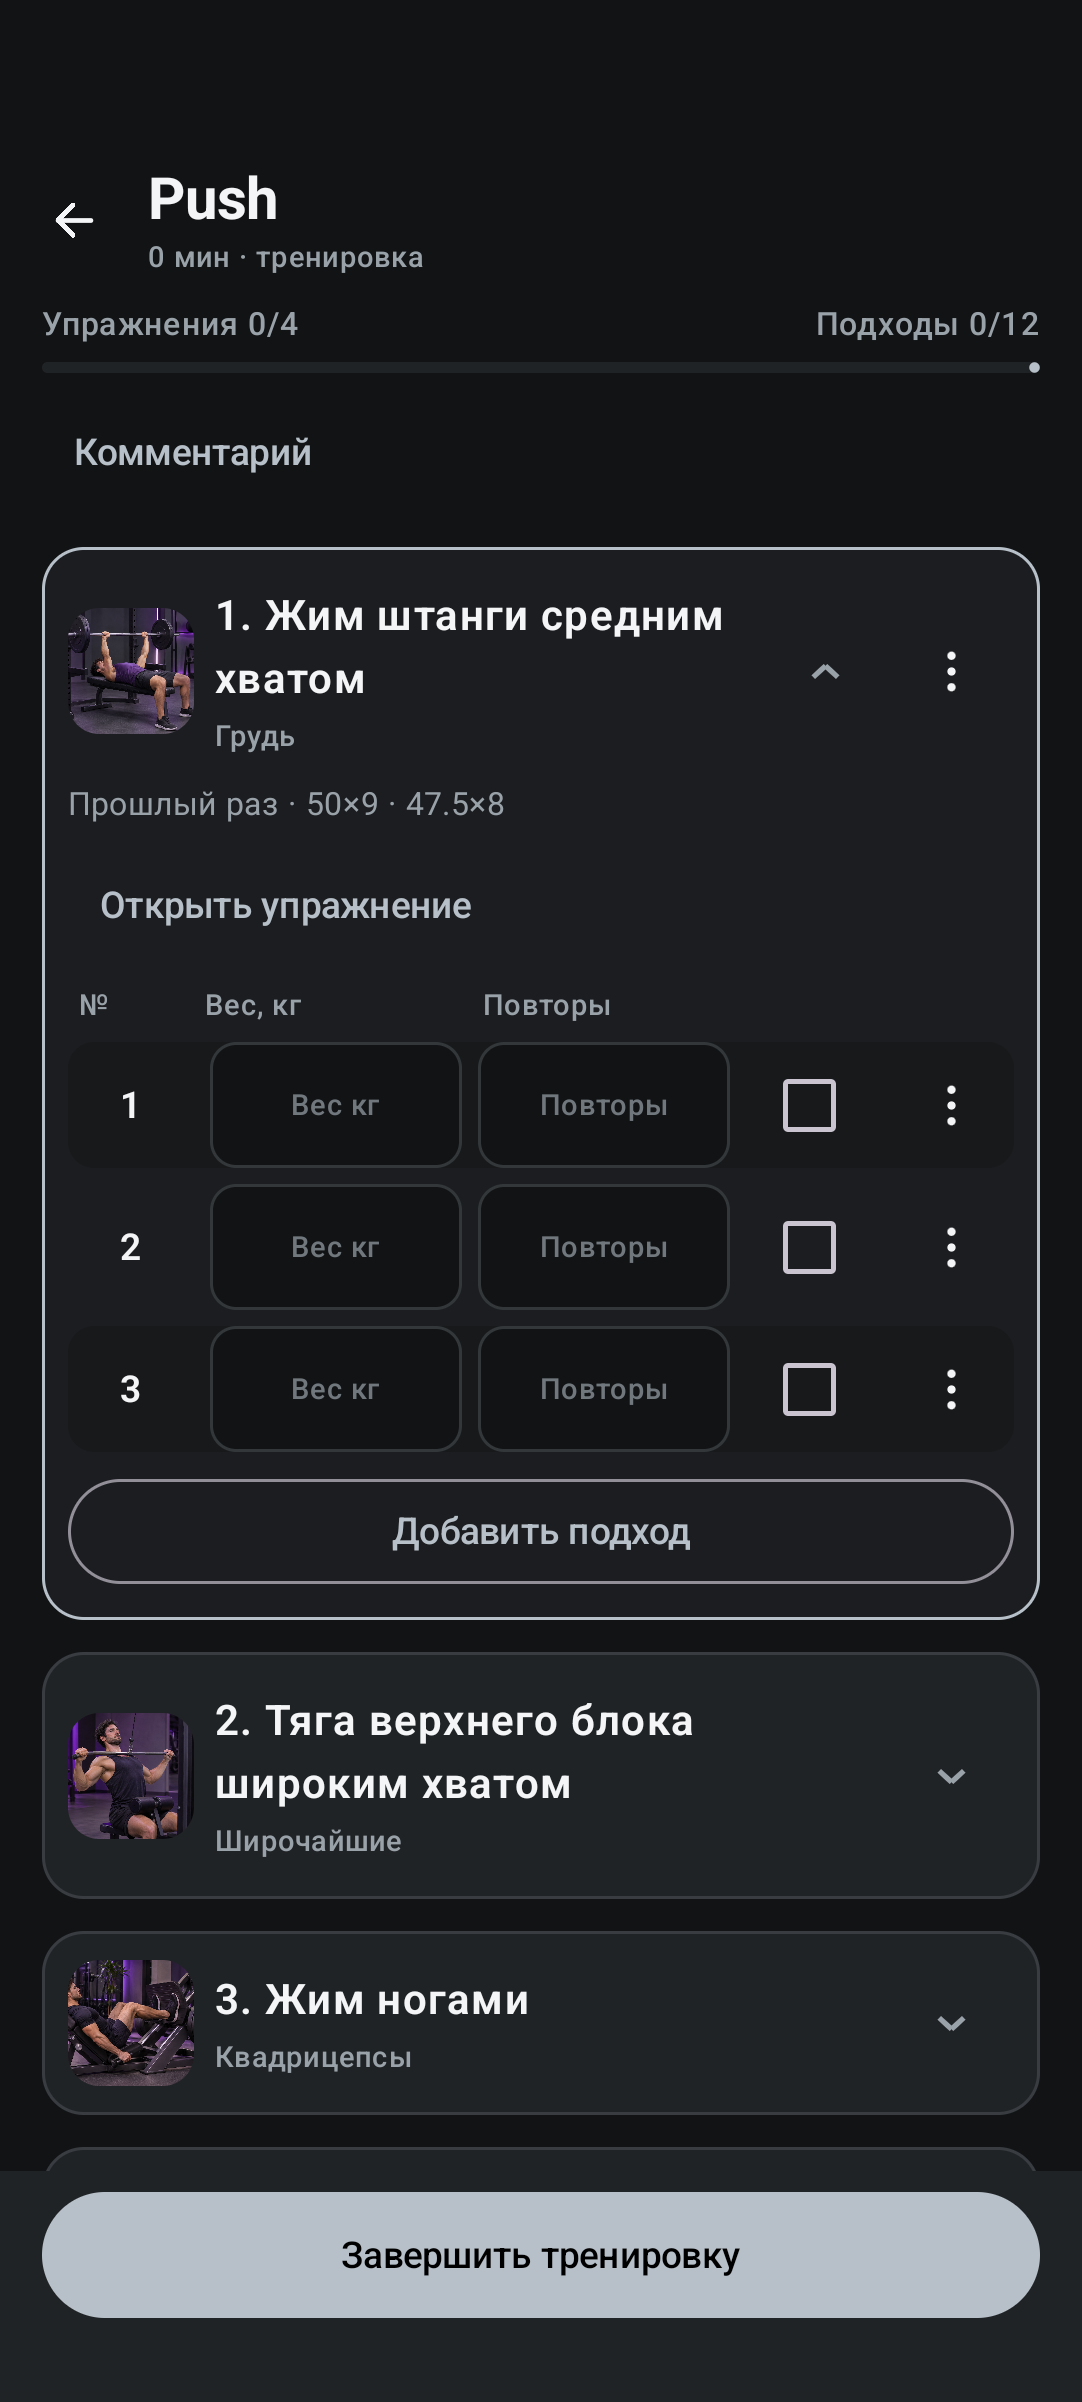 Push
0 мин · тренировка
Упражнения 0/4
Подходы 0/12
Комментарий
1. Жим штанги средним
хватом
Грудь
Прошлый раз · 50×9 · 47.5×8
Открыть упражнение
№ Вес, кг Повторы
1 Вес кг Повторы
2 Вес кг Повторы
3 Вес кг Повторы
Добавить подход
2. Тяга верхнего блока
широким хватом
Широчайшие
3. Жим ногами
Квадрицепсы
Завершить тренировку